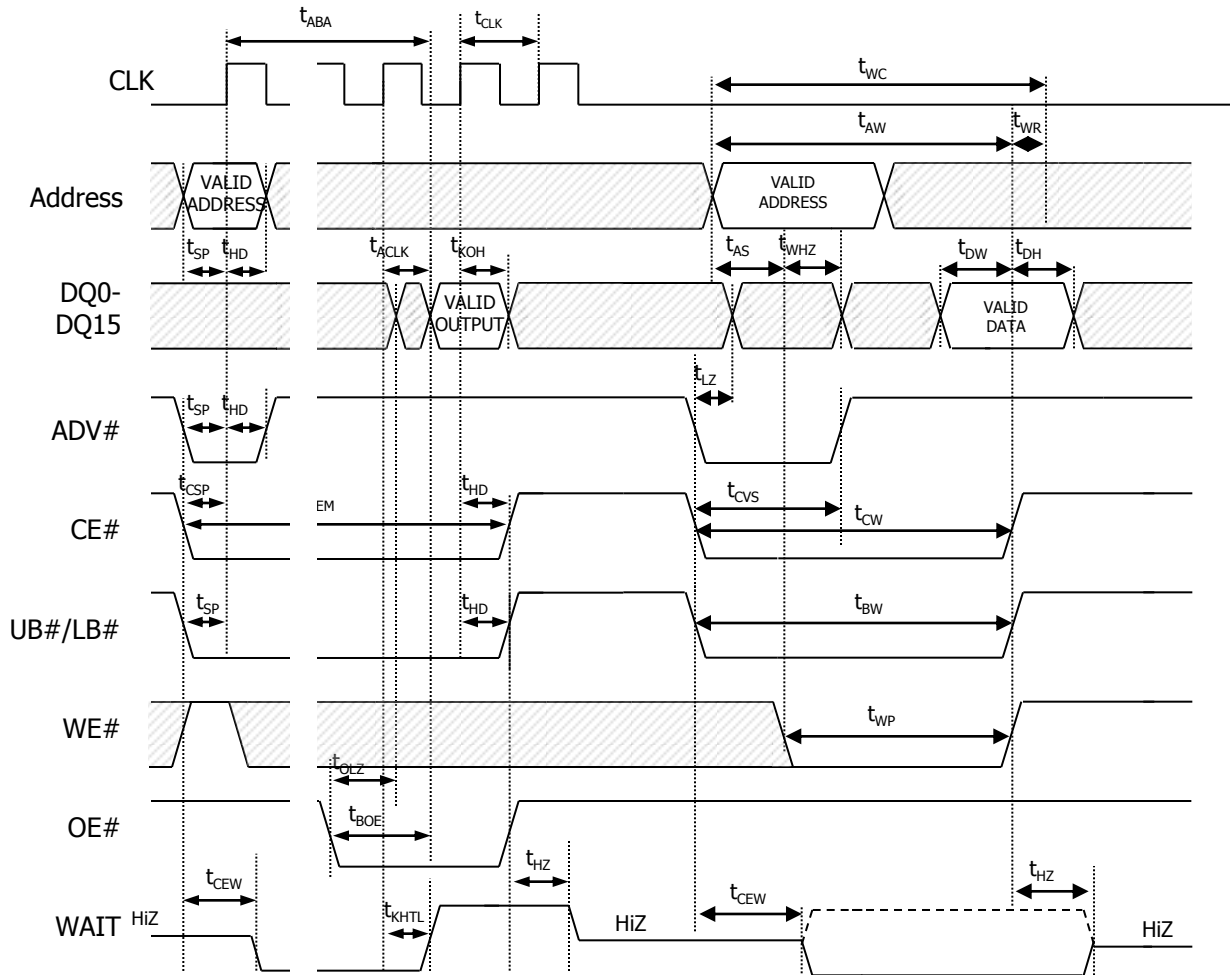 tABA
tCLK
CLK
tWC
tAW
tWR
Address
VALID
ADDRESS
VALID
ADDRESS
tSP
tHD
tACLK
tKOH
tAS
tWHZ
tDW
tDH
DQ0-
DQ15
VALID
OUTPUT
VALID
DATA
tLZ
tSP
tHD
ADV#
tCSP
EM
tHD
tCVS
tCW
CE#
tSP
tHD
tBW
UB#/LB#
WE#
tWP
tOLZ
OE#
tBOE
tHZ
tHZ
tCEW
tCEW
WAIT
HiZ
tKHTL
HiZ
HiZ